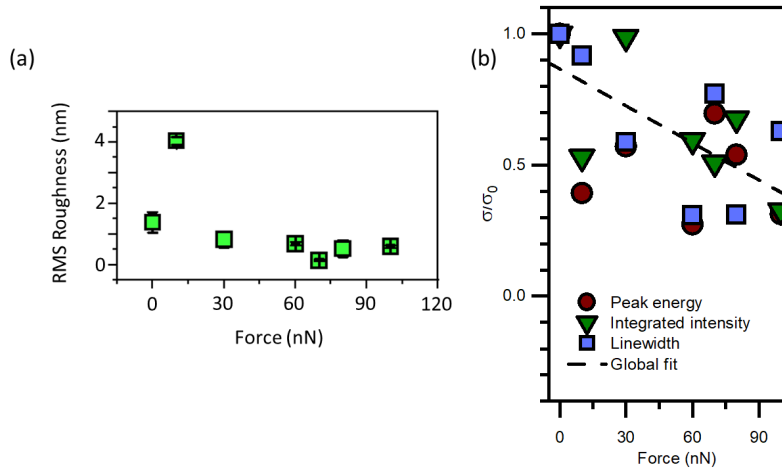 (a)
RMS Roughness (nm)
4
2
0
0 30 60 90 120
Force (nN)
(b)
σ/σ0
1.0
0.5
0.0
Peak energy
Integrated intensity
Linewidth
Global fit
0 30 60 90
Force (nN)